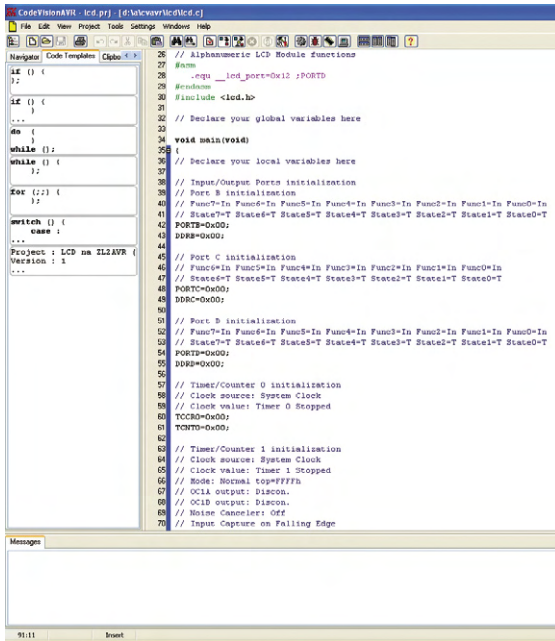 CodeVisionAVR - lcd.prj - [d:\a\cvavr\lcd\lcd.c]
File Edit View Project Tools Settings Windows Help
Navigator Code Templates Clipbo
if () {
};
if () {
}
...
do {
}
while ();
while () {
};
for (;;) {
};
switch () {
case :
...
Project : LCD na ZL2AVR (
Version : 1
...
26 // Alphanumeric LCD Module functions
27 #asm
28 .equ __lcd_port=0x12 ;PORTD
29 #endasm
30 #include <lcd.h>
31
32 // Declare your global variables here
33
34 void main(void)
35 {
36 // Declare your local variables here
37
38 // Input/Output Ports initialization
39 // Port B initialization
40 // Func7=In Func6=In Func5=In Func4=In Func3=In Func2=In Func1=In Func0=In
41 // State7=T State6=T State5=T State4=T State3=T State2=T State1=T State0=T
42 PORTB=0x00;
43 DDRB=0x00;
44
45 // Port C initialization
46 // Func6=In Func5=In Func4=In Func3=In Func2=In Func1=In Func0=In
47 // State6=T State5=T State4=T State3=T State2=T State1=T State0=T
48 PORTC=0x00;
49 DDRC=0x00;
50
51 // Port D initialization
52 // Func7=In Func6=In Func5=In Func4=In Func3=In Func2=In Func1=In Func0=In
53 // State7=T State6=T State5=T State4=T State3=T State2=T State1=T State0=T
54 PORTD=0x00;
55 DDRD=0x00;
56
57 // Timer/Counter 0 initialization
58 // Clock source: System Clock
59 // Clock value: Timer 0 Stopped
60 TCCR0=0x00;
61 TCNT0=0x00;
62
63 // Timer/Counter 1 initialization
64 // Clock source: System Clock
65 // Clock value: Timer 1 Stopped
66 // Mode: Normal top=FFFFh
67 // OC1A output: Discon.
68 // OC1B output: Discon.
69 // Noise Canceler: Off
70 // Input Capture on Falling Edge
Messages
91:11 Insert